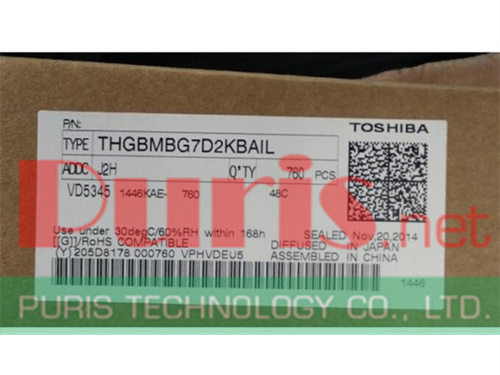 P/N:
TOSHIBA
TYPE THGBMBG7D2KBAIL
ADDC J2H Q'TY 760 PCS
VD5345 1446KAE- 760 48C
Puris.net
Use under 30degC/60%RH within 168h SEALED Nov.20,2014
[[G]]/RoHS COMPATIBLE DIFFUSED IN JAPAN
(Y) 205D8178 000760 VPHVDEU5 ASSEMBLED IN CHINA
1446
PURIS TECHNOLOGY CO., LTD.